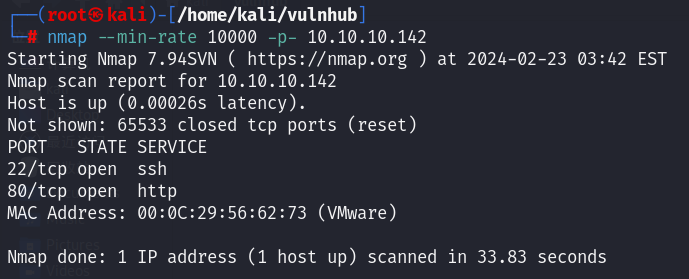 ┌──(root㉿kali)-[/home/kali/vulnhub]
└─# nmap --min-rate 10000 -p- 10.10.10.142
Starting Nmap 7.94SVN ( https://nmap.org ) at 2024-02-23 03:42 EST
Nmap scan report for 10.10.10.142
Host is up (0.00026s latency).
Not shown: 65533 closed tcp ports (reset)
PORT   STATE SERVICE
22/tcp open  ssh
80/tcp open  http
MAC Address: 00:0C:29:56:62:73 (VMware)
Pictures
Nmap done: 1 IP address (1 host up) scanned in 33.83 seconds
Videos